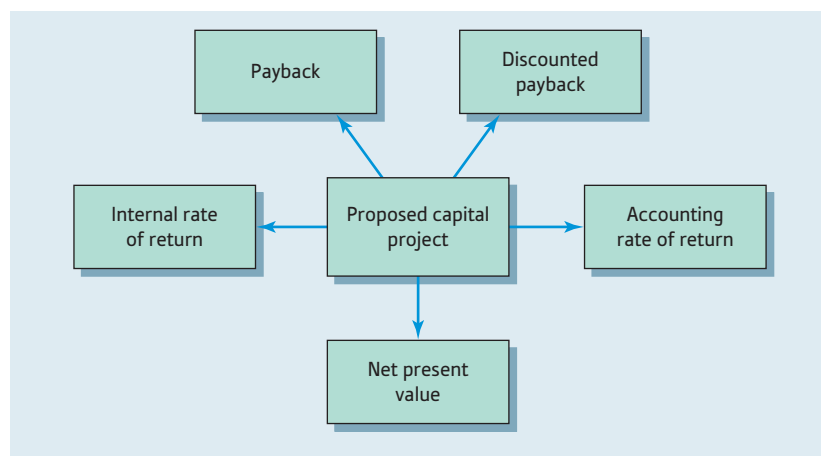 Payback
Discounted
payback
Internal rate
of return
Proposed capital
project
Accounting
rate of return
Net present
value